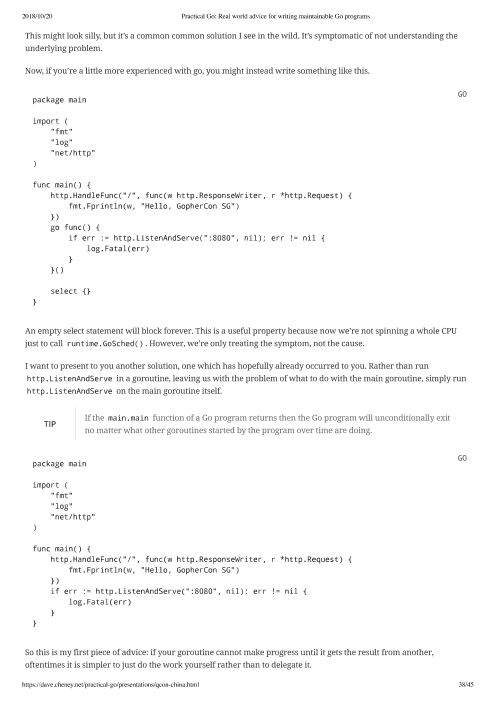 2018/10/20 Practical Go: Real world advice for writing maintainable Go programs
This might look silly, but it's a common common solution I see in the wild. It's symptomatic of not understanding the
underlying problem.
Now, if you're a little more experienced with go, you might instead write something like this.
GO
package main
import (
    "fmt"
    "log"
    "net/http"
)
func main() {
    http.HandleFunc("/", func(w http.ResponseWriter, r *http.Request) {
        fmt.Fprintln(w, "Hello, GopherCon SG")
    })
    go func() {
        if err := http.ListenAndServe(":8080", nil); err != nil {
            log.Fatal(err)
        }
    }()
    select {}
}
An empty select statement will block forever. This is a useful property because now we're not spinning a whole CPU
just to call runtime.GoSched() . However, we're only treating the symptom, not the cause.
I want to present to you another solution, one which has hopefully already occurred to you. Rather than run
http.ListenAndServe in a goroutine, leaving us with the problem of what to do with the main goroutine, simply run
http.ListenAndServe on the main goroutine itself.
If the main.main function of a Go program returns then the Go program will unconditionally exit
TIP
no matter what other goroutines started by the program over time are doing.
GO
package main
import (
    "fmt"
    "log"
    "net/http"
)
func main() {
    http.HandleFunc("/", func(w http.ResponseWriter, r *http.Request) {
        fmt.Fprintln(w, "Hello, GopherCon SG")
    })
    if err := http.ListenAndServe(":8080", nil); err != nil {
        log.Fatal(err)
    }
}
So this is my first piece of advice: if your goroutine cannot make progress until it gets the result from another,
oftentimes it is simpler to just do the work yourself rather than to delegate it.
https://dave.cheney.net/practical-go/presentations/qcon-china.html 38/45